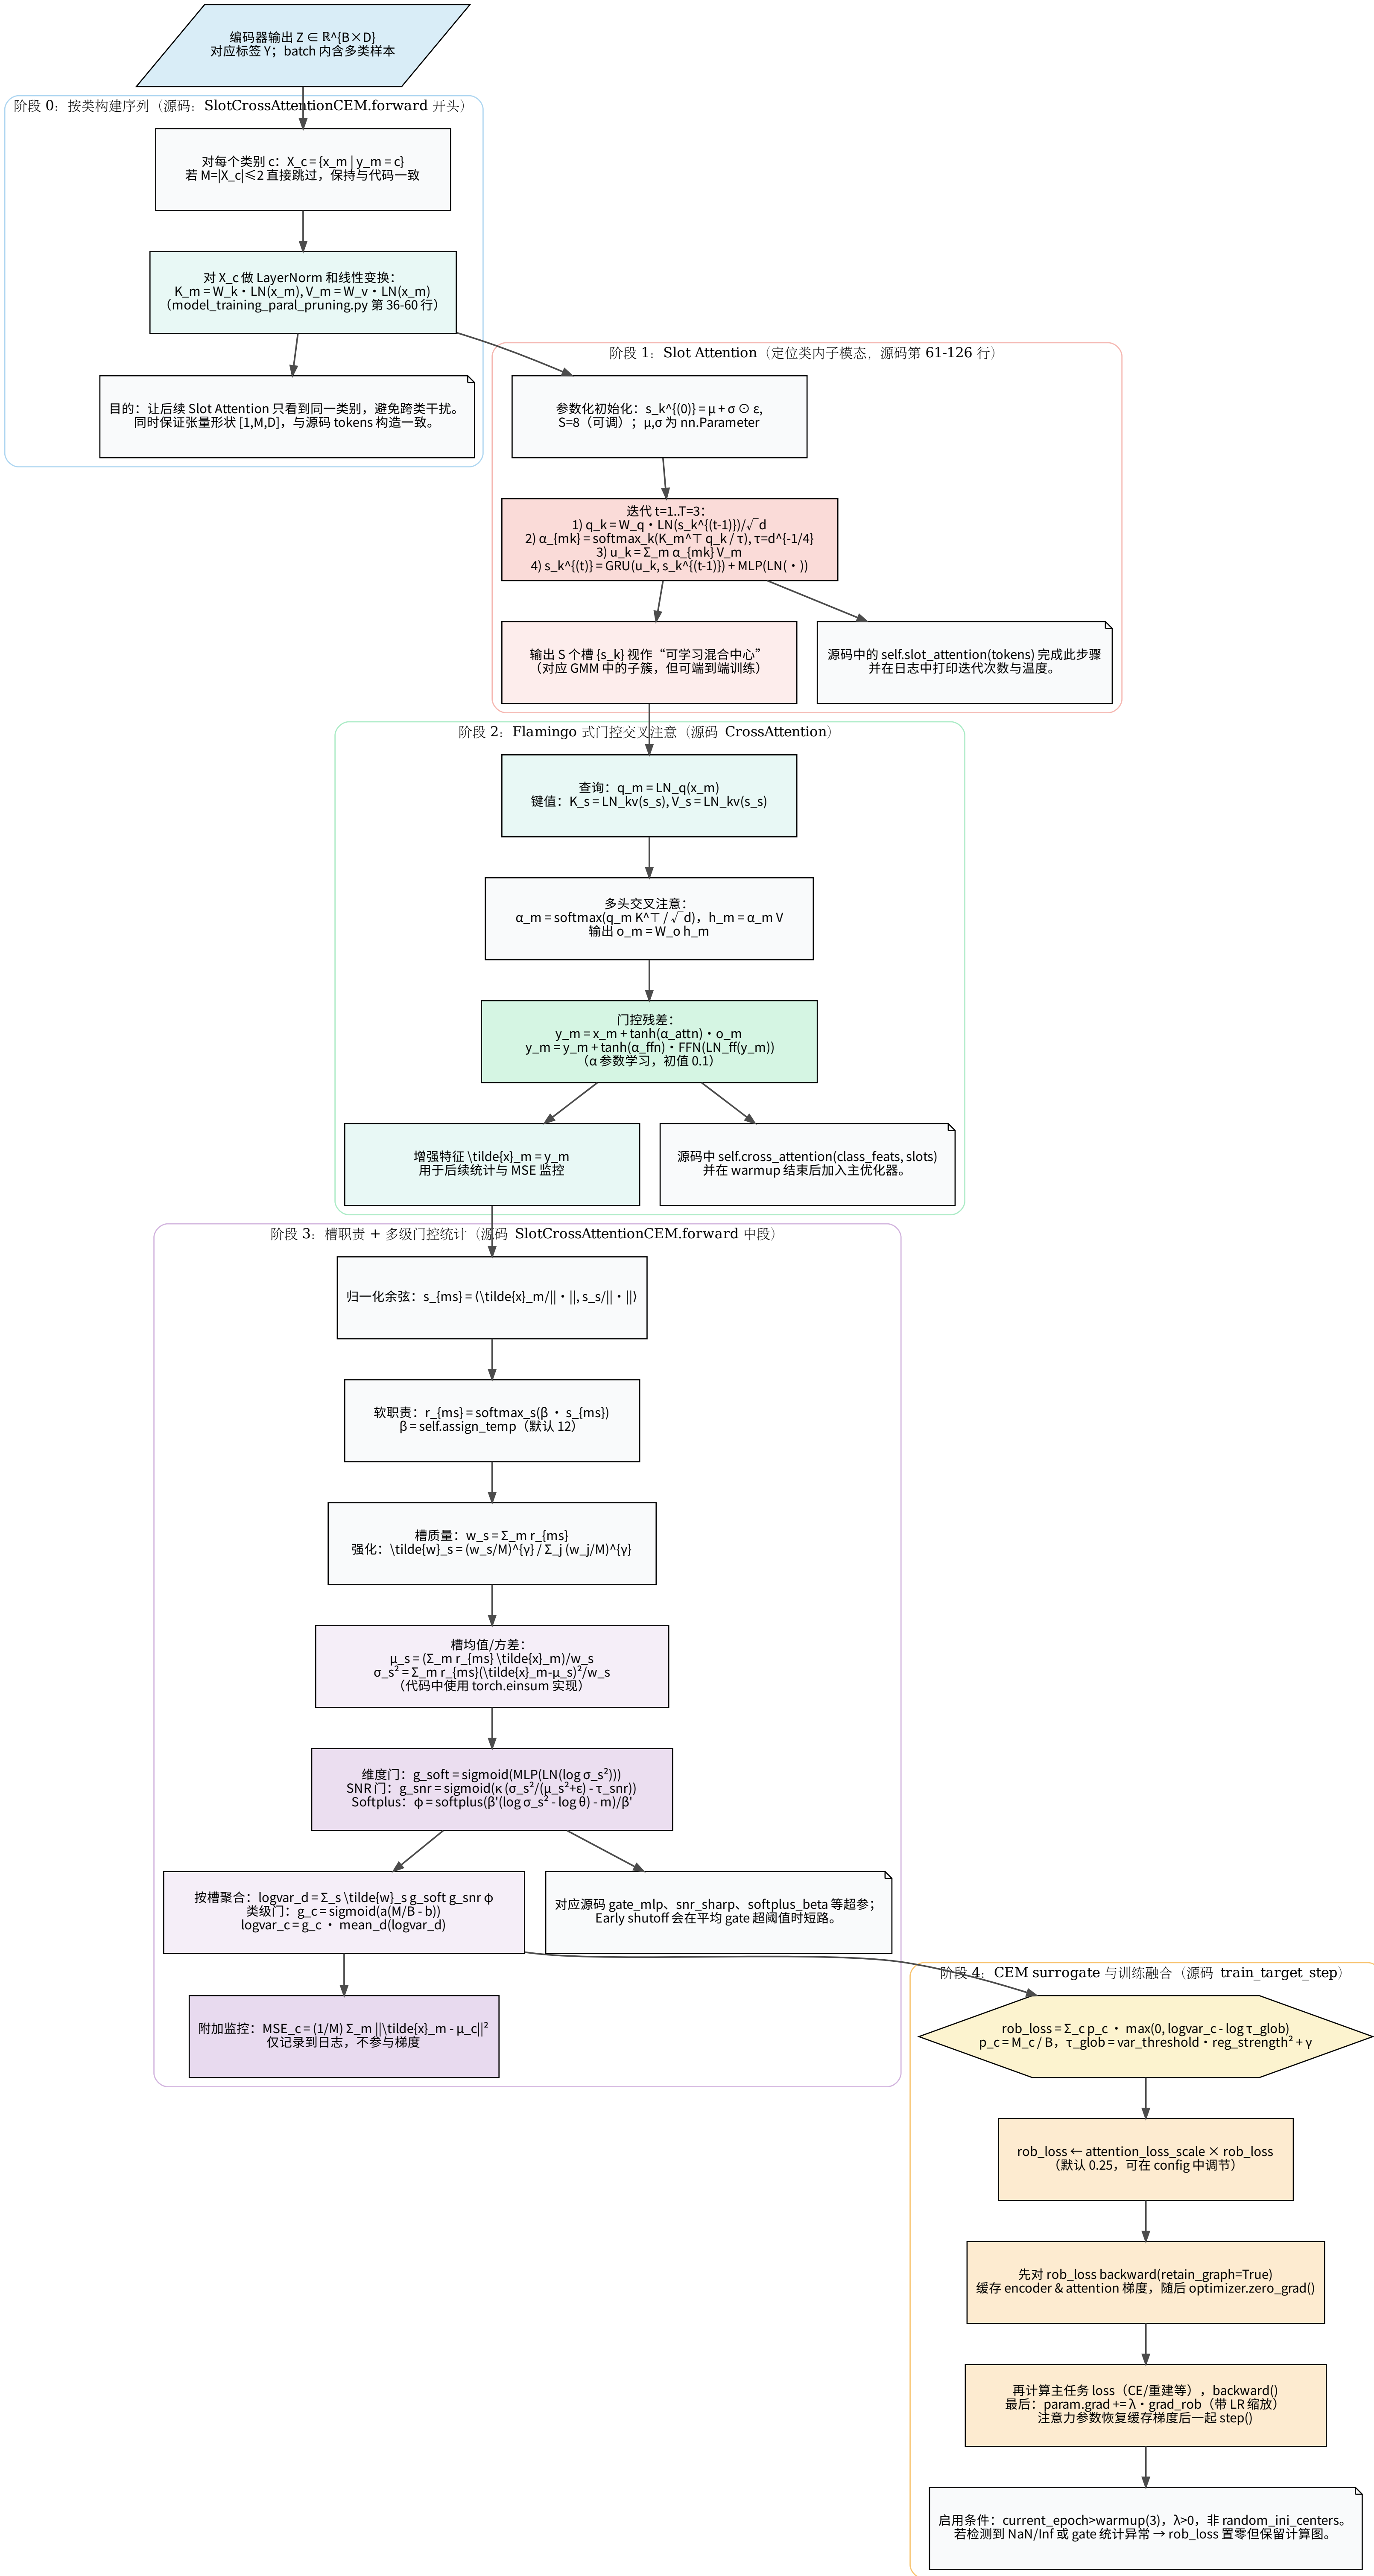 编码器输出 Z ∈ ℝ^{B×D}
对应标签 Y；batch 内含多类样本
阶段 0：按类构建序列（源码：SlotCrossAttentionCEM.forward 开头）
对每个类别 c：X_c = {x_m | y_m = c}
若 M=|X_c|≤2 直接跳过，保持与代码一致
对 X_c 做 LayerNorm 和线性变换：
K_m = W_k・LN(x_m), V_m = W_v・LN(x_m)
（model_training_paral_pruning.py 第 36-60 行）
目的：让后续 Slot Attention 只看到同一类别，避免跨类干扰。
同时保证张量形状 [1,M,D]，与源码 tokens 构造一致。
阶段 1：Slot Attention（定位类内子模态，源码第 61-126 行）
参数化初始化：s_k^{(0)} = μ + σ ⊙ ε,
S=8（可调）；μ,σ 为 nn.Parameter
迭代 t=1..T=3：
1) q_k = W_q・LN(s_k^{(t-1)})/√d
2) α_{mk} = softmax_k(K_m^⊤ q_k / τ), τ=d^{-1/4}
3) u_k = Σ_m α_{mk} V_m
4) s_k^{(t)} = GRU(u_k, s_k^{(t-1)}) + MLP(LN(・))
输出 S 个槽 {s_k} 视作“可学习混合中心”
（对应 GMM 中的子簇，但可端到端训练）
源码中的 self.slot_attention(tokens) 完成此步骤
并在日志中打印迭代次数与温度。
阶段 2：Flamingo 式门控交叉注意（源码 CrossAttention）
查询：q_m = LN_q(x_m)
键值：K_s = LN_kv(s_s), V_s = LN_kv(s_s)
多头交叉注意：
α_m = softmax(q_m K^⊤ / √d)，h_m = α_m V
输出 o_m = W_o h_m
门控残差：
y_m = x_m + tanh(α_attn)・o_m
y_m = y_m + tanh(α_ffn)・FFN(LN_ff(y_m))
（α 参数学习，初值 0.1）
增强特征 \tilde{x}_m = y_m
用于后续统计与 MSE 监控
源码中 self.cross_attention(class_feats, slots)
并在 warmup 结束后加入主优化器。
阶段 3：槽职责 + 多级门控统计（源码 SlotCrossAttentionCEM.forward 中段）
归一化余弦：s_{ms} = ⟨\tilde{x}_m/||・||, s_s/||・||⟩
软职责：r_{ms} = softmax_s(β ・ s_{ms})
β = self.assign_temp（默认 12）
槽质量：w_s = Σ_m r_{ms}
强化：\tilde{w}_s = (w_s/M)^{γ} / Σ_j (w_j/M)^{γ}
槽均值/方差：
μ_s = (Σ_m r_{ms} \tilde{x}_m)/w_s
σ_s² = Σ_m r_{ms}(\tilde{x}_m-μ_s)²/w_s
（代码中使用 torch.einsum 实现）
维度门：g_soft = sigmoid(MLP(LN(log σ_s²)))
SNR 门：g_snr = sigmoid(κ (σ_s²/(μ_s²+ε) - τ_snr))
Softplus：φ = softplus(β'(log σ_s² - log θ) - m)/β'
按槽聚合：logvar_d = Σ_s \tilde{w}_s g_soft g_snr φ
类级门：g_c = sigmoid(a(M/B - b))
logvar_c = g_c ・ mean_d(logvar_d)
对应源码 gate_mlp、snr_sharp、softplus_beta 等超参；
Early shutoff 会在平均 gate 超阈值时短路。
附加监控：MSE_c = (1/M) Σ_m ||\tilde{x}_m - μ_c||²
仅记录到日志，不参与梯度
阶段 4：CEM surrogate 与训练融合（源码 train_target_step）
rob_loss = Σ_c p_c ・ max(0, logvar_c - log τ_glob)
p_c = M_c / B，τ_glob = var_threshold・reg_strength² + γ
rob_loss ← attention_loss_scale × rob_loss
（默认 0.25，可在 config 中调节）
先对 rob_loss backward(retain_graph=True)
缓存 encoder & attention 梯度，随后 optimizer.zero_grad()
再计算主任务 loss（CE/重建等），backward()
最后：param.grad += λ・grad_rob（带 LR 缩放）
注意力参数恢复缓存梯度后一起 step()
启用条件：current_epoch>warmup(3)，λ>0，非 random_ini_centers。
若检测到 NaN/Inf 或 gate 统计异常 → rob_loss 置零但保留计算图。